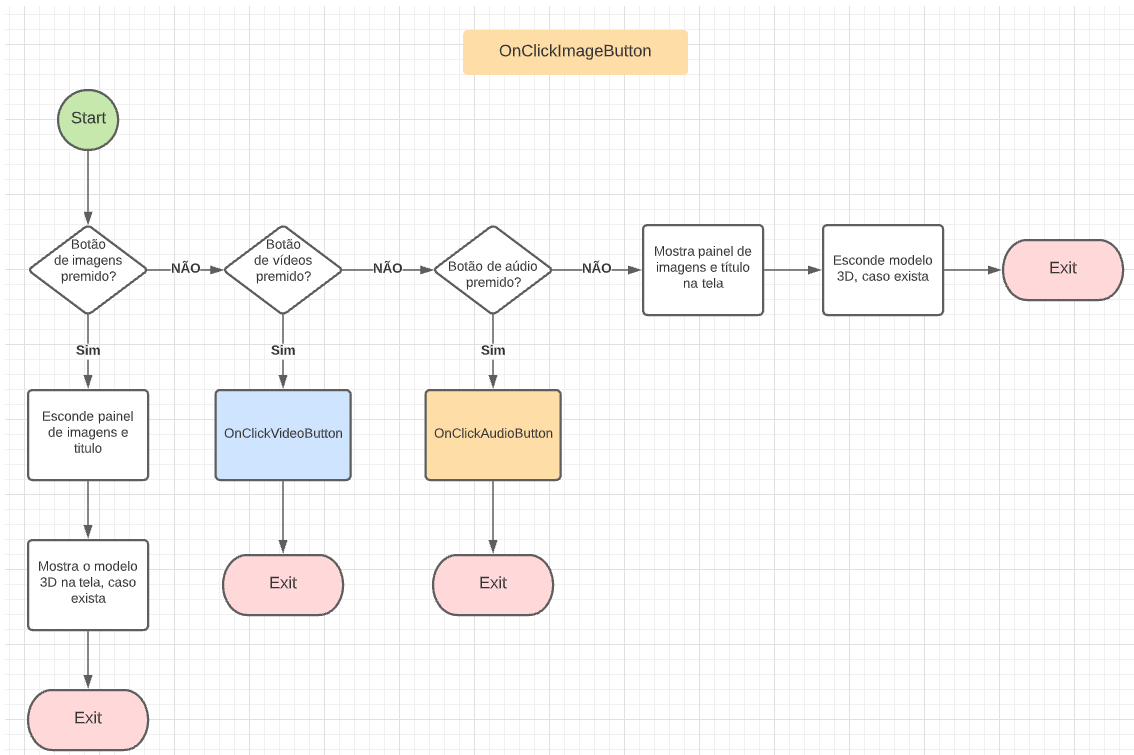 OnClickImageButton
Start
Botão
de imagens
premido?
NÃO
Botão
de vídeos
premido?
NÃO
Botão de aúdio
premido?
NÃO
Mostra painel de
imagens e título
na tela
Esconde modelo
3D, caso exista
Exit
Sim
Sim
Sim
Esconde painel
de imagens e
titulo
OnClickVideoButton
OnClickAudioButton
Mostra o modelo
3D na tela, caso
exista
Exit
Exit
Exit